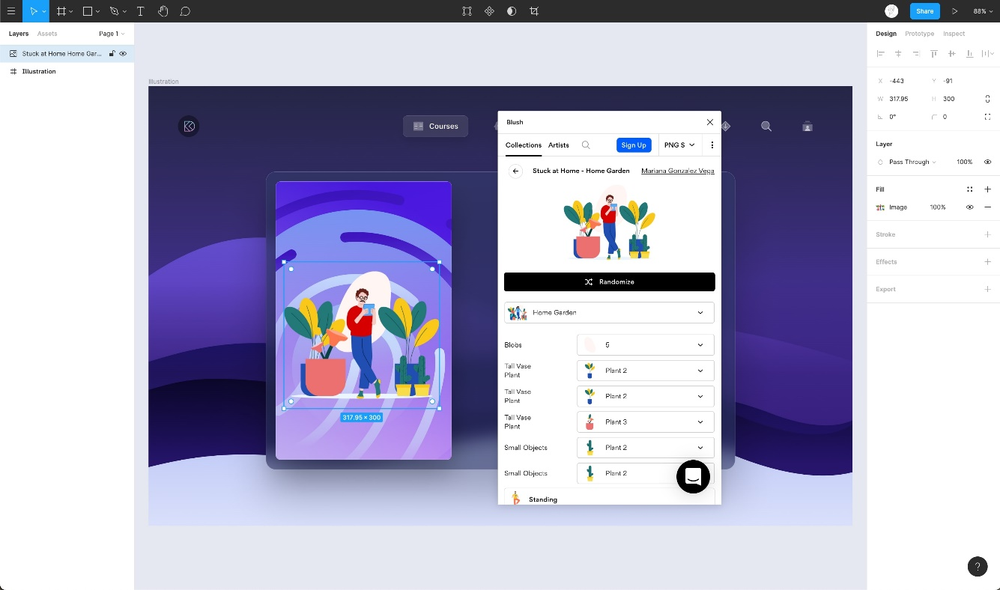 Share
88%
Layers
Assets
Page 1
Design
Prototype
Inspect
Stuck at Home Home Gar...
Illustration
Illustration
Courses
Blush
Collections
Artists
Sign Up
PNG S
Stuck at Home - Home Garden
Mariana Gonzalez Vega
Randomize
Home Garden
Blobs
5
Tall Vase
Plant
Plant 2
Tall Vase
Plant
Plant 2
Tall Vase
Plant
Plant 3
Small Objects
Plant 2
Small Objects
Plant 2
Standing
317.95 × 300
X
-443
Y
-91
W
317.95
H
300
0°
0
Layer
Pass Through
100%
Fill
Image
100%
Stroke
Effects
Export
?